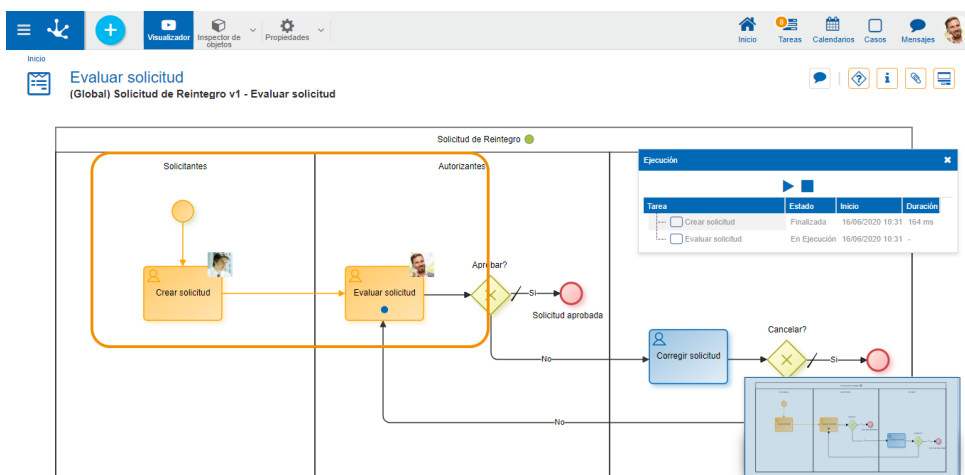 Visualizador
Inspector de
objetos
Propiedades
Inicio
8
Tareas
Calendarios
Casos
Mensajes
Inicio
Evaluar solicitud
(Global) Solicitud de Reintegro v1 - Evaluar solicitud
i
Solicitud de Reintegro
Solicitantes
Autorizantes
Ejecución
Tarea
Estado
Inicio
Duración
Crear solicitud
Finalizada
16/06/2020 10:31
164 ms
Evaluar solicitud
En Ejecución
16/06/2020 10:31
-
Crear solicitud
Evaluar solicitud
Aprobar?
Si
Solicitud aprobada
No
Corregir solicitud
Cancelar?
Si
No